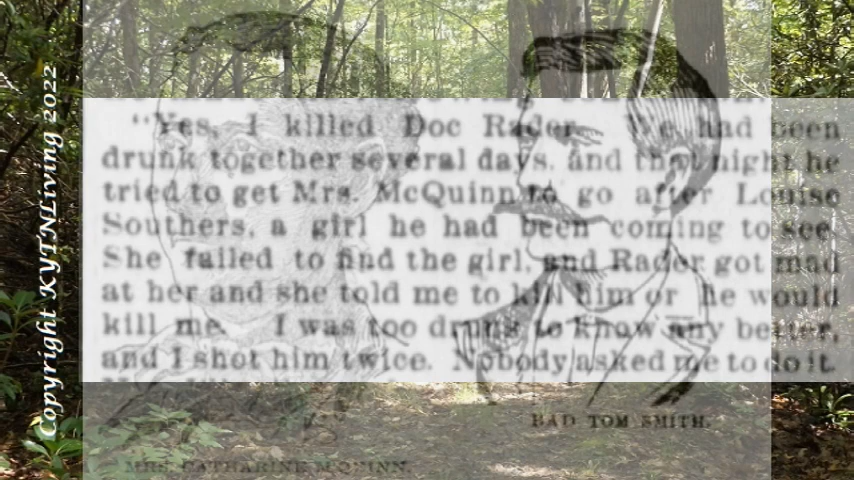 Copyright KYTNLiving 2022
"Yes, I killed Doc Rader. We had been
drunk together several days, and that night he
tried to get Mrs. McQuinn to go after Louise
Southers, a girl he had been coming to see.
She failed to find the girl, and Rader got mad
at her and she told me to kill him or he would
kill me. I was too drunk to know any better,
and I shot him twice. Nobody asked me to do it.
BAD TOM SMITH.
MRS. CATHARINE M'QUINN.